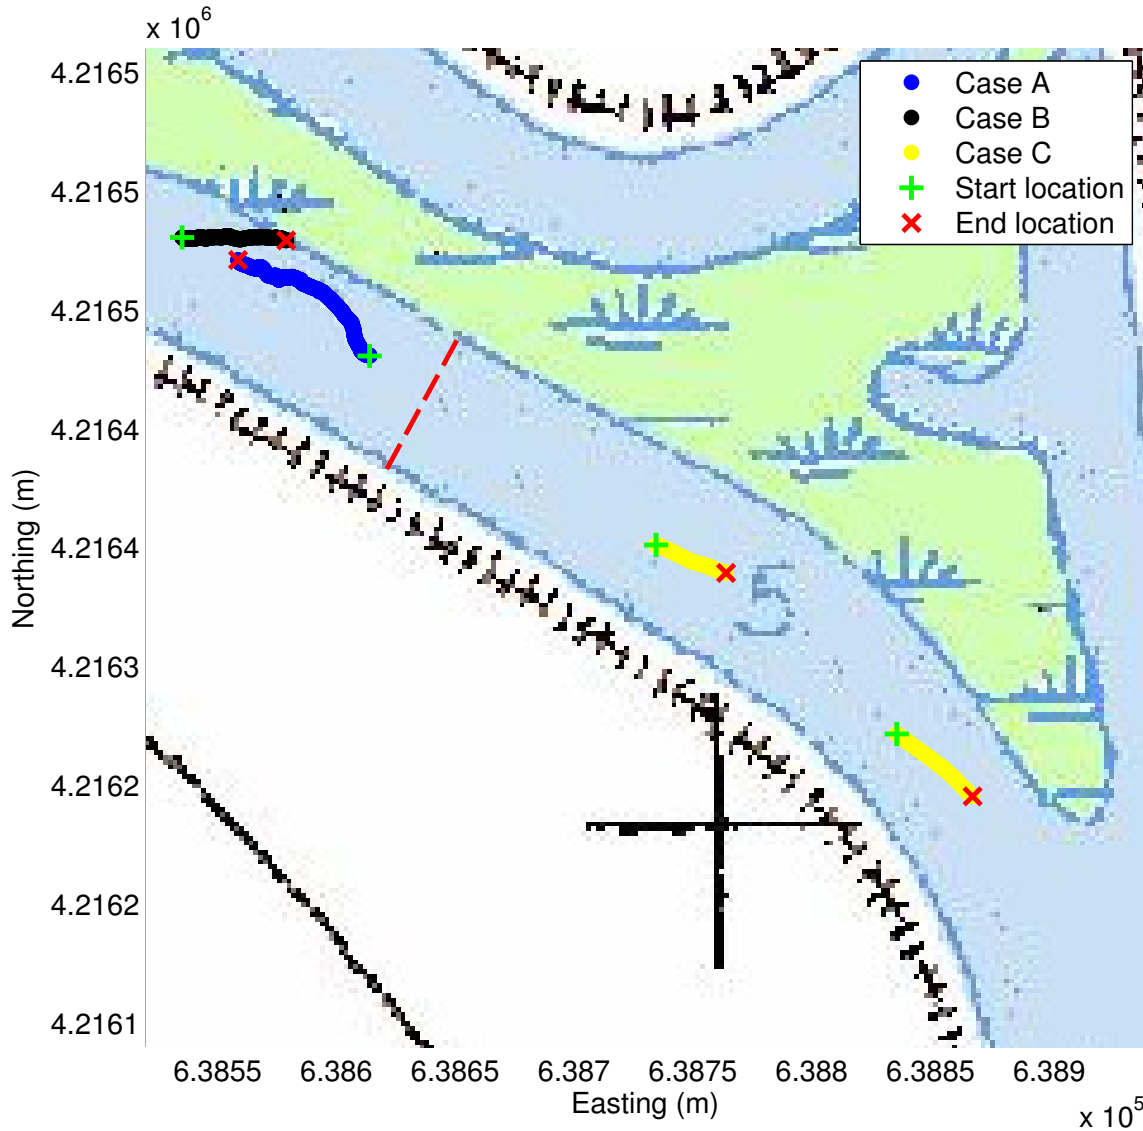 x 10^6
4.2165
4.2165
4.2165
4.2164
4.2164
4.2163
4.2162
4.2162
4.2161
Northing (m)
Case A
Case B
Case C
Start location
End location
5
6.3855 6.386 6.3865 6.387 6.3875 6.388 6.3885 6.389
Easting (m)
x 10^5